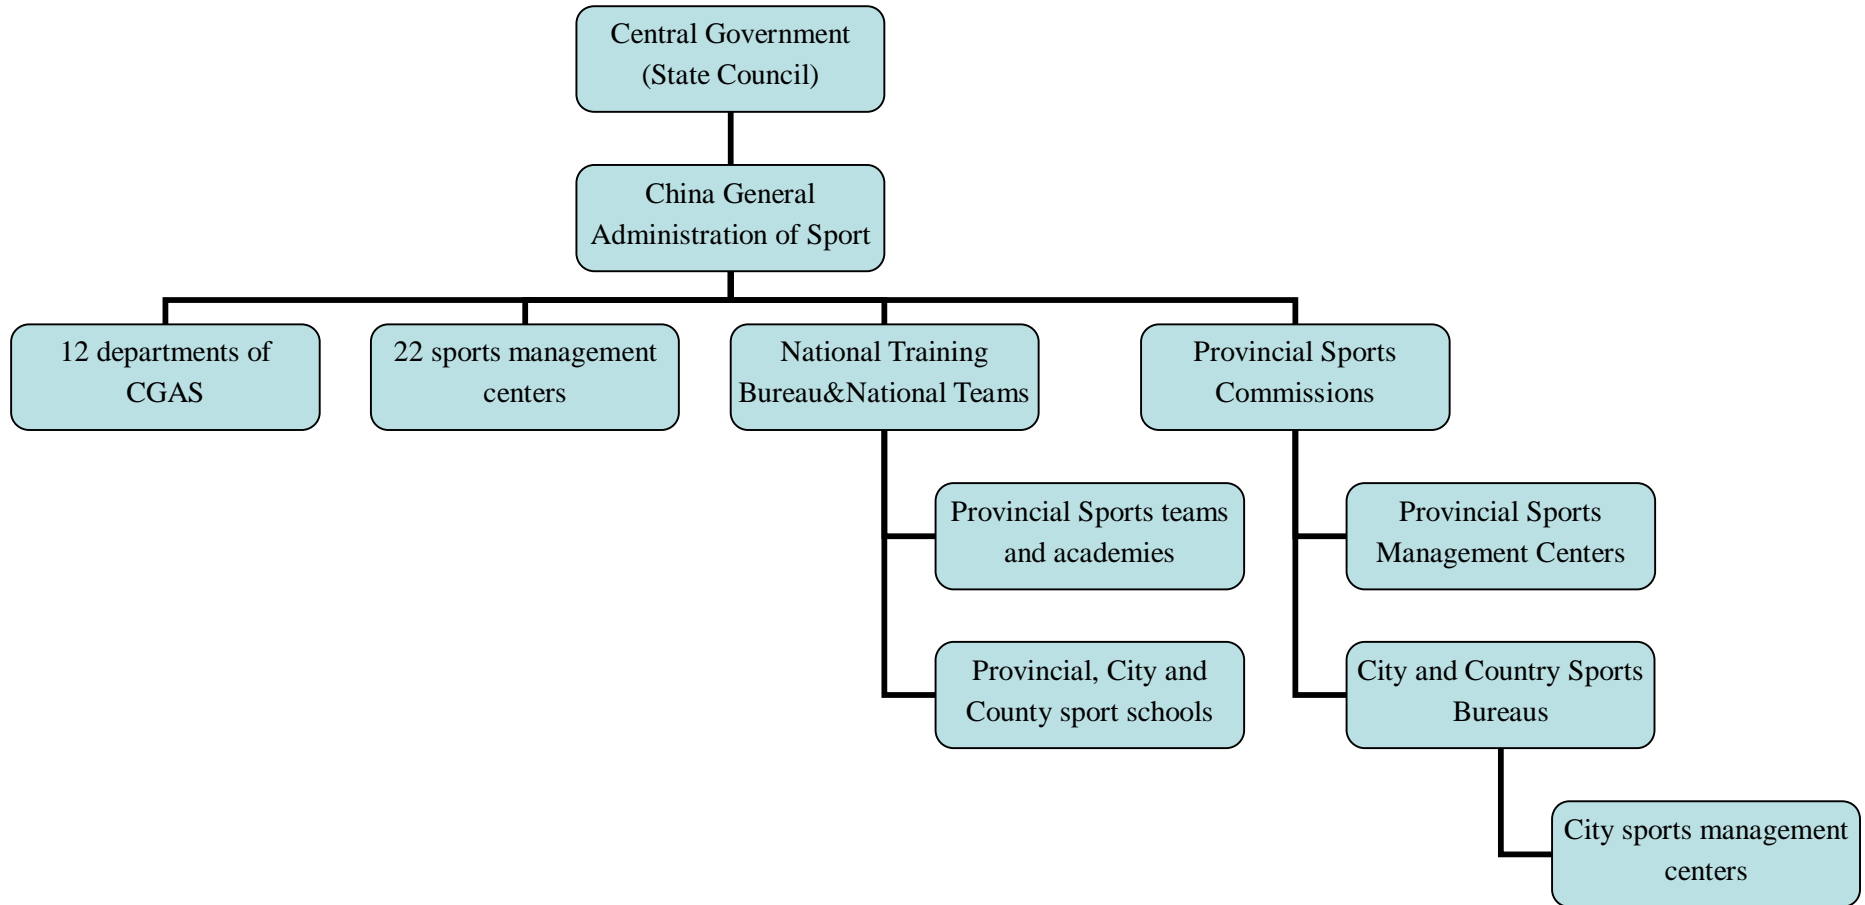 Central Government
(State Council)
China General
Administration of Sport
12 departments of
CGAS
22 sports management
centers
National Training
Bureau&National Teams
Provincial Sports
Commissions
Provincial Sports teams
and academies
Provincial Sports
Management Centers
Provincial, City and
County sport schools
City and Country Sports
Bureaus
City sports management
centers